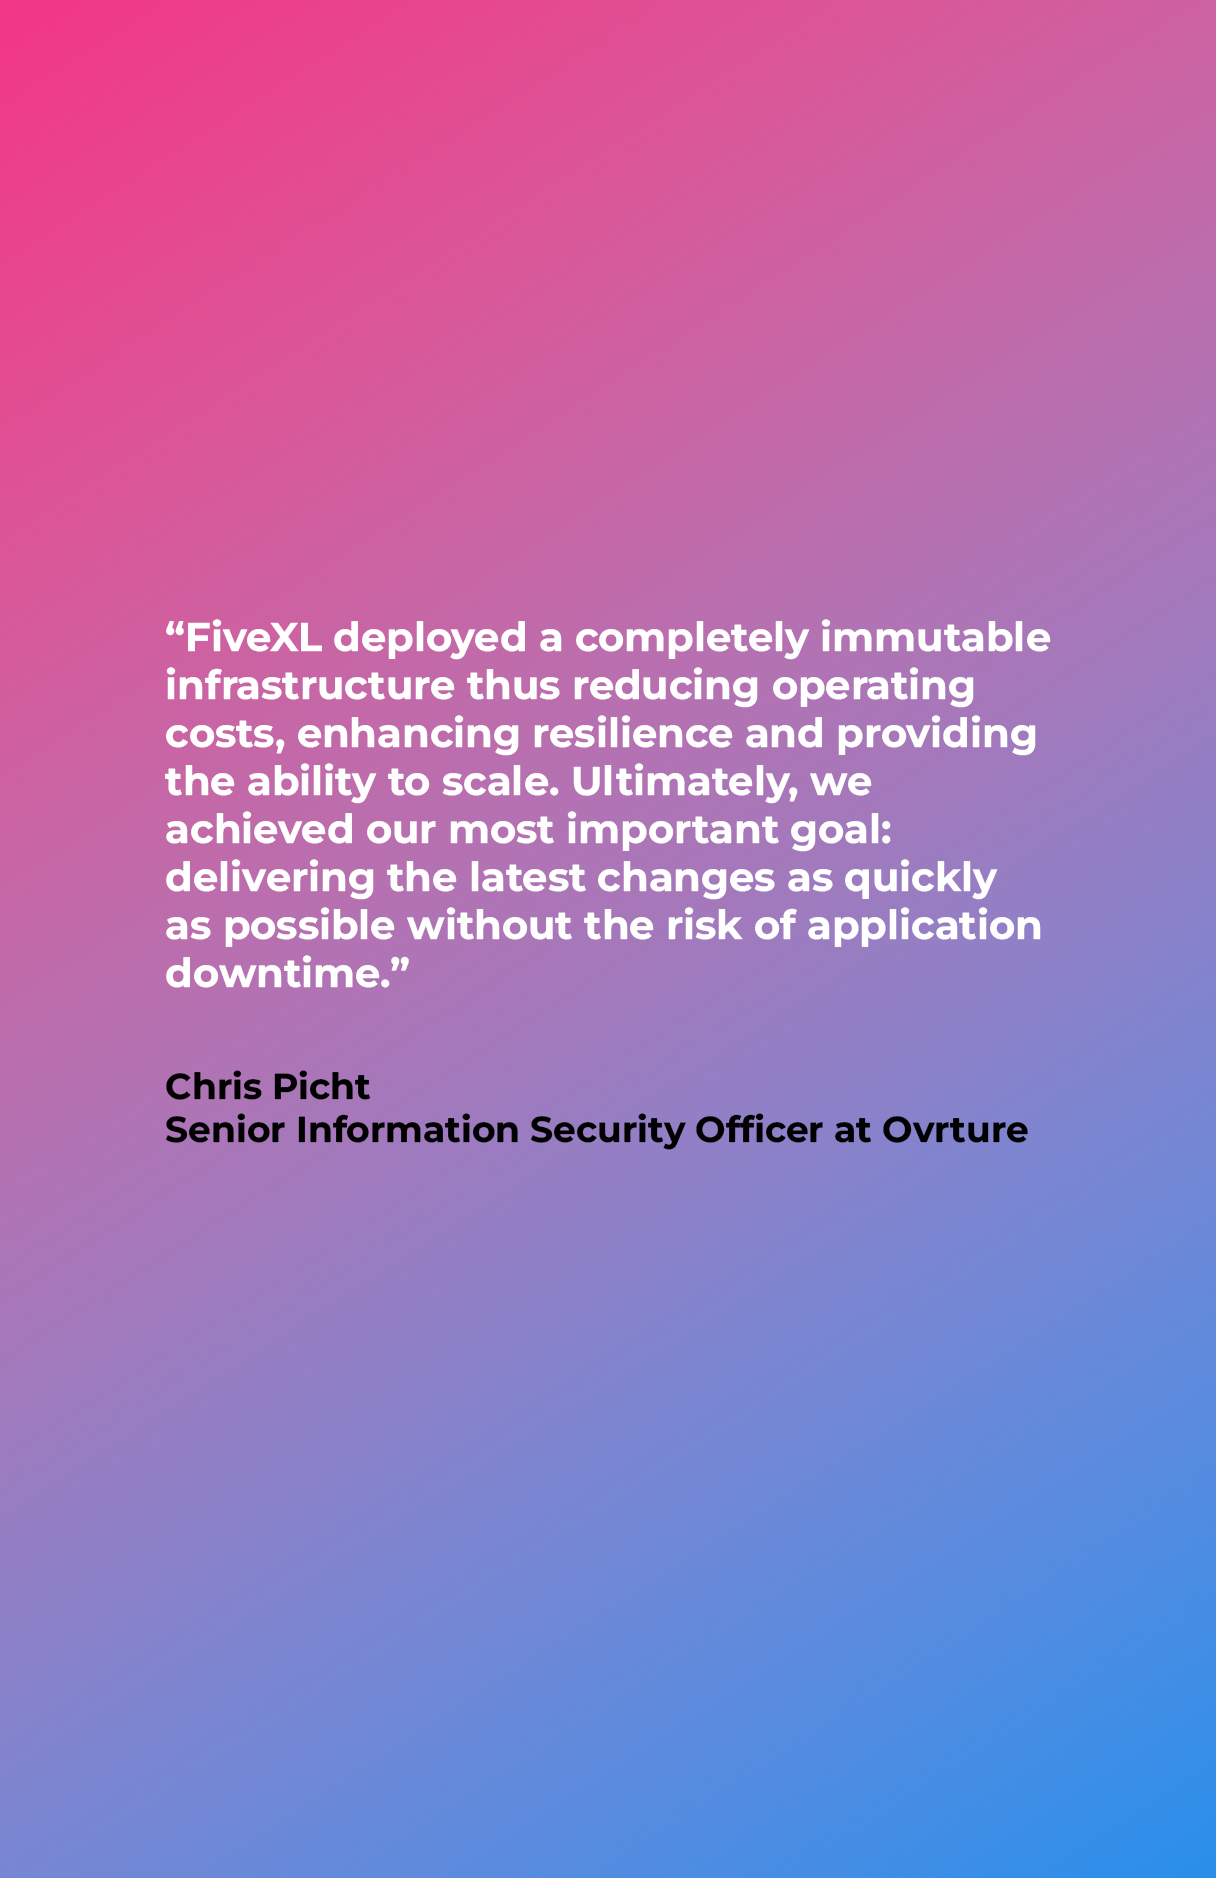 “FiveXL deployed a completely immutable
infrastructure thus reducing operating
costs, enhancing resilience and providing
the ability to scale. Ultimately, we
achieved our most important goal:
delivering the latest changes as quickly
as possible without the risk of application
downtime.”
Chris Picht
Senior Information Security Officer at Ovrture